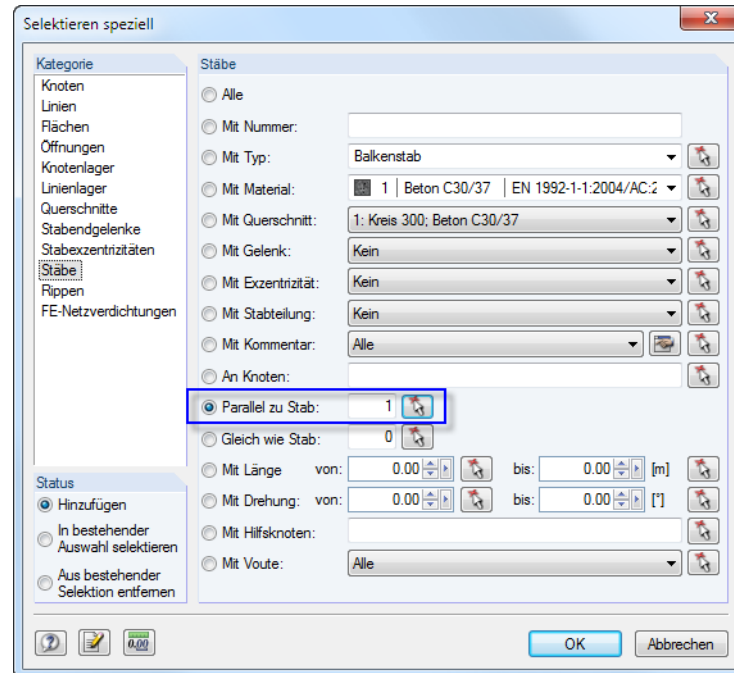 Selektieren speziell
Kategorie
Knoten
Linien
Flächen
Öffnungen
Knotenlager
Linienlager
Querschnitte
Stabendgelenke
Stabexzentrizitäten
Stäbe
Rippen
FE-Netzverdichtungen
Status
Hinzufügen
In bestehender
Auswahl selektieren
Aus bestehender
Selektion entfernen
Stäbe
Alle
Mit Nummer:
Mit Typ: Balkenstab
Mit Material: 1 Beton C30/37 EN 1992-1-1:2004/AC:2
Mit Querschnitt: 1: Kreis 300; Beton C30/37
Mit Gelenk: Kein
Mit Exzentrizität: Kein
Mit Stabteilung: Kein
Mit Kommentar: Alle
An Knoten:
Parallel zu Stab: 1
Gleich wie Stab: 0
Mit Länge von: 0.00 bis: 0.00 [m]
Mit Drehung: von: 0.00 bis: 0.00 [°]
Mit Hilfsknoten:
Mit Voute: Alle
0.00
OK Abbrechen